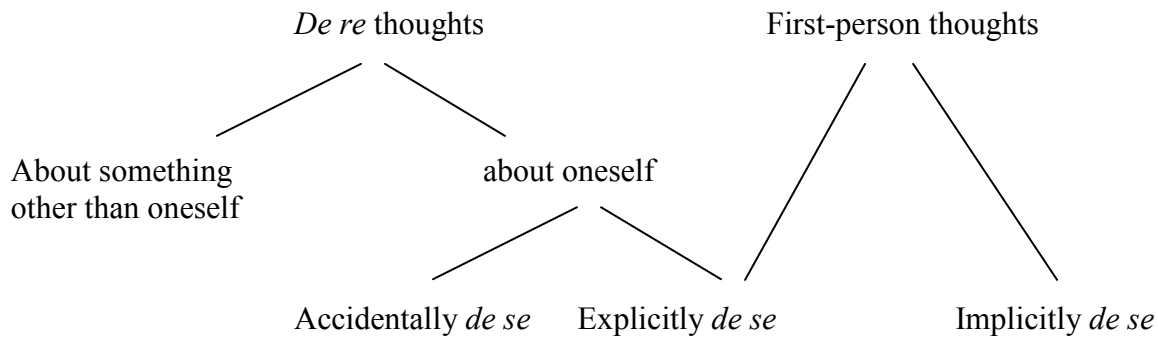 De re thoughts First-person thoughts
About something
other than oneself
about oneself
Accidentally de se Explicitly de se Implicitly de se